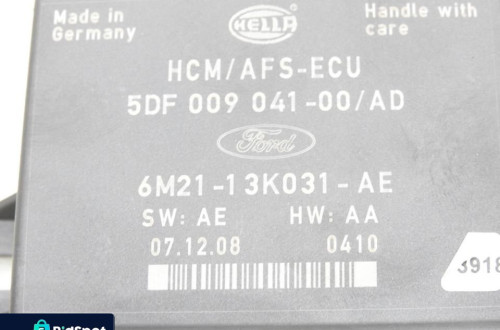 Made in
Germany
HELLA
Handle with
care
HCM/AFS-ECU
5DF 009 041-00/AD
Ford
6M21-13K031-AE
SW: AE HW: AA
07.12.08 0410
3918
BidSpot